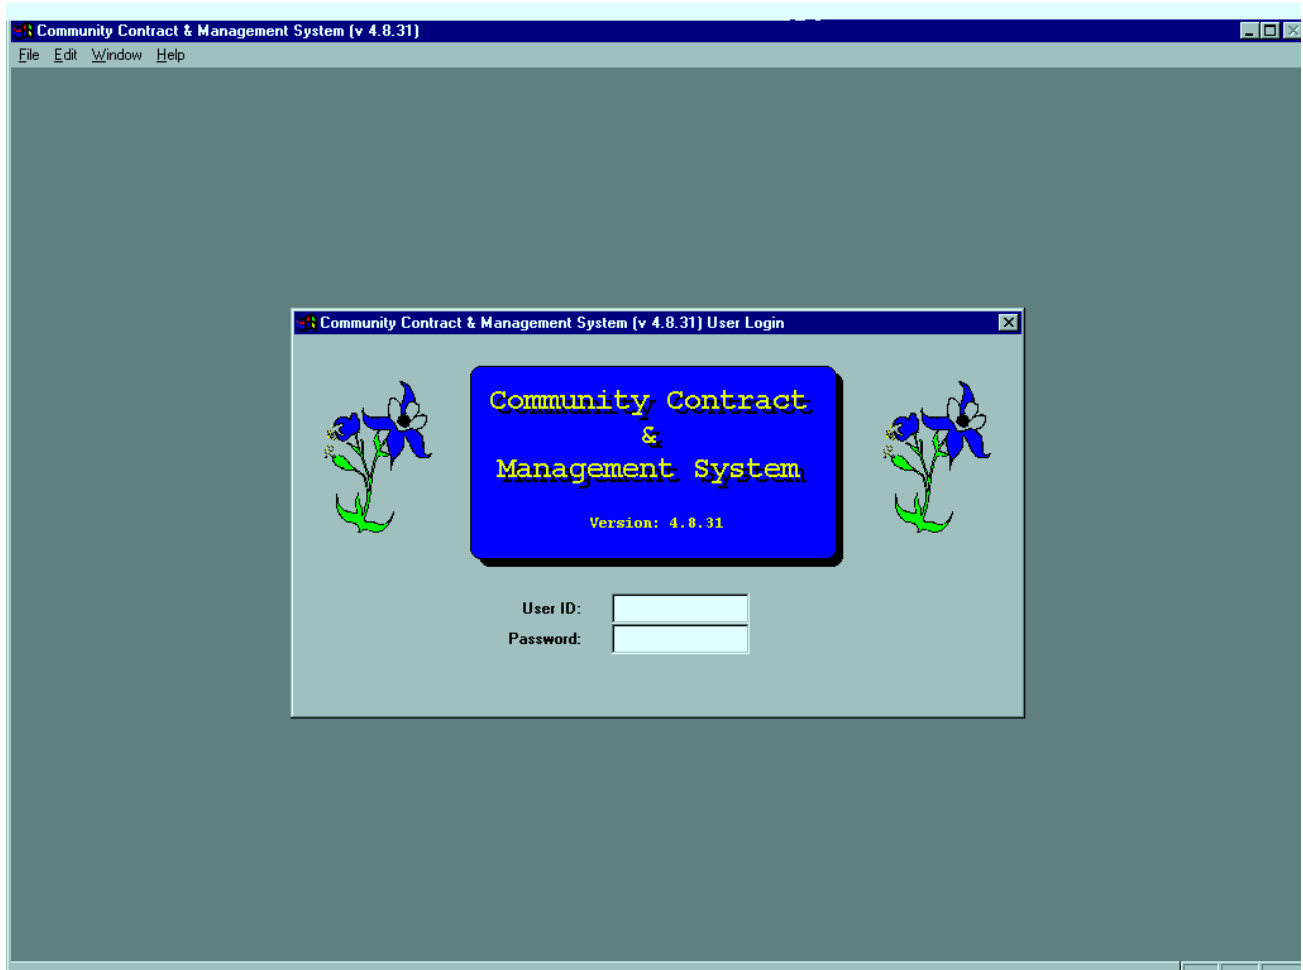 Community Contract & Management System (v 4.8.31)
File Edit Window Help
Community Contract & Management System (v 4.8.31) User Login
Community Contract
&
Management System
Version: 4.8.31
User ID:
Password: